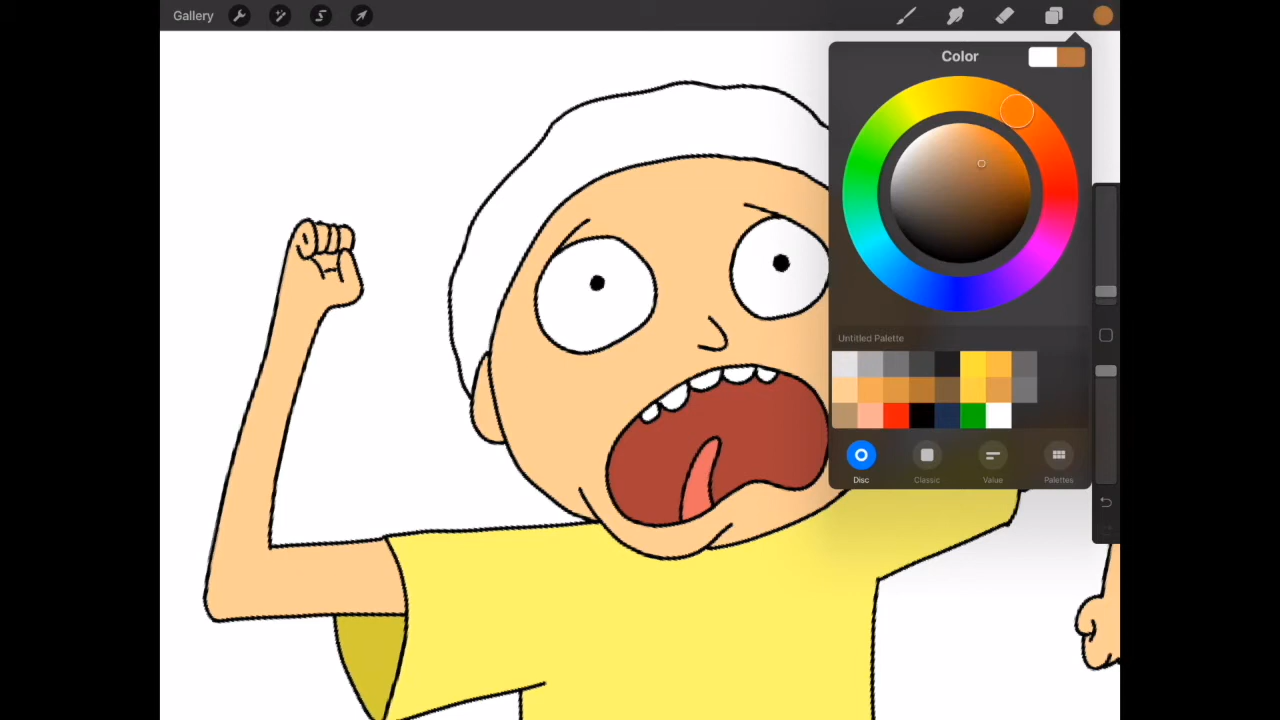 Gallery
Color
Untitled Palette
Disc
Classic
Value
Palettes